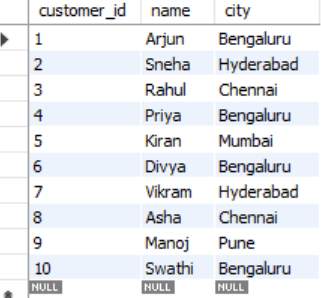 customer_id name city
1 Arjun Bengaluru
2 Sneha Hyderabad
3 Rahul Chennai
4 Priya Bengaluru
5 Kiran Mumbai
6 Divya Bengaluru
7 Vikram Hyderabad
8 Asha Chennai
9 Manoj Pune
10 Swathi Bengaluru
NULL NULL NULL